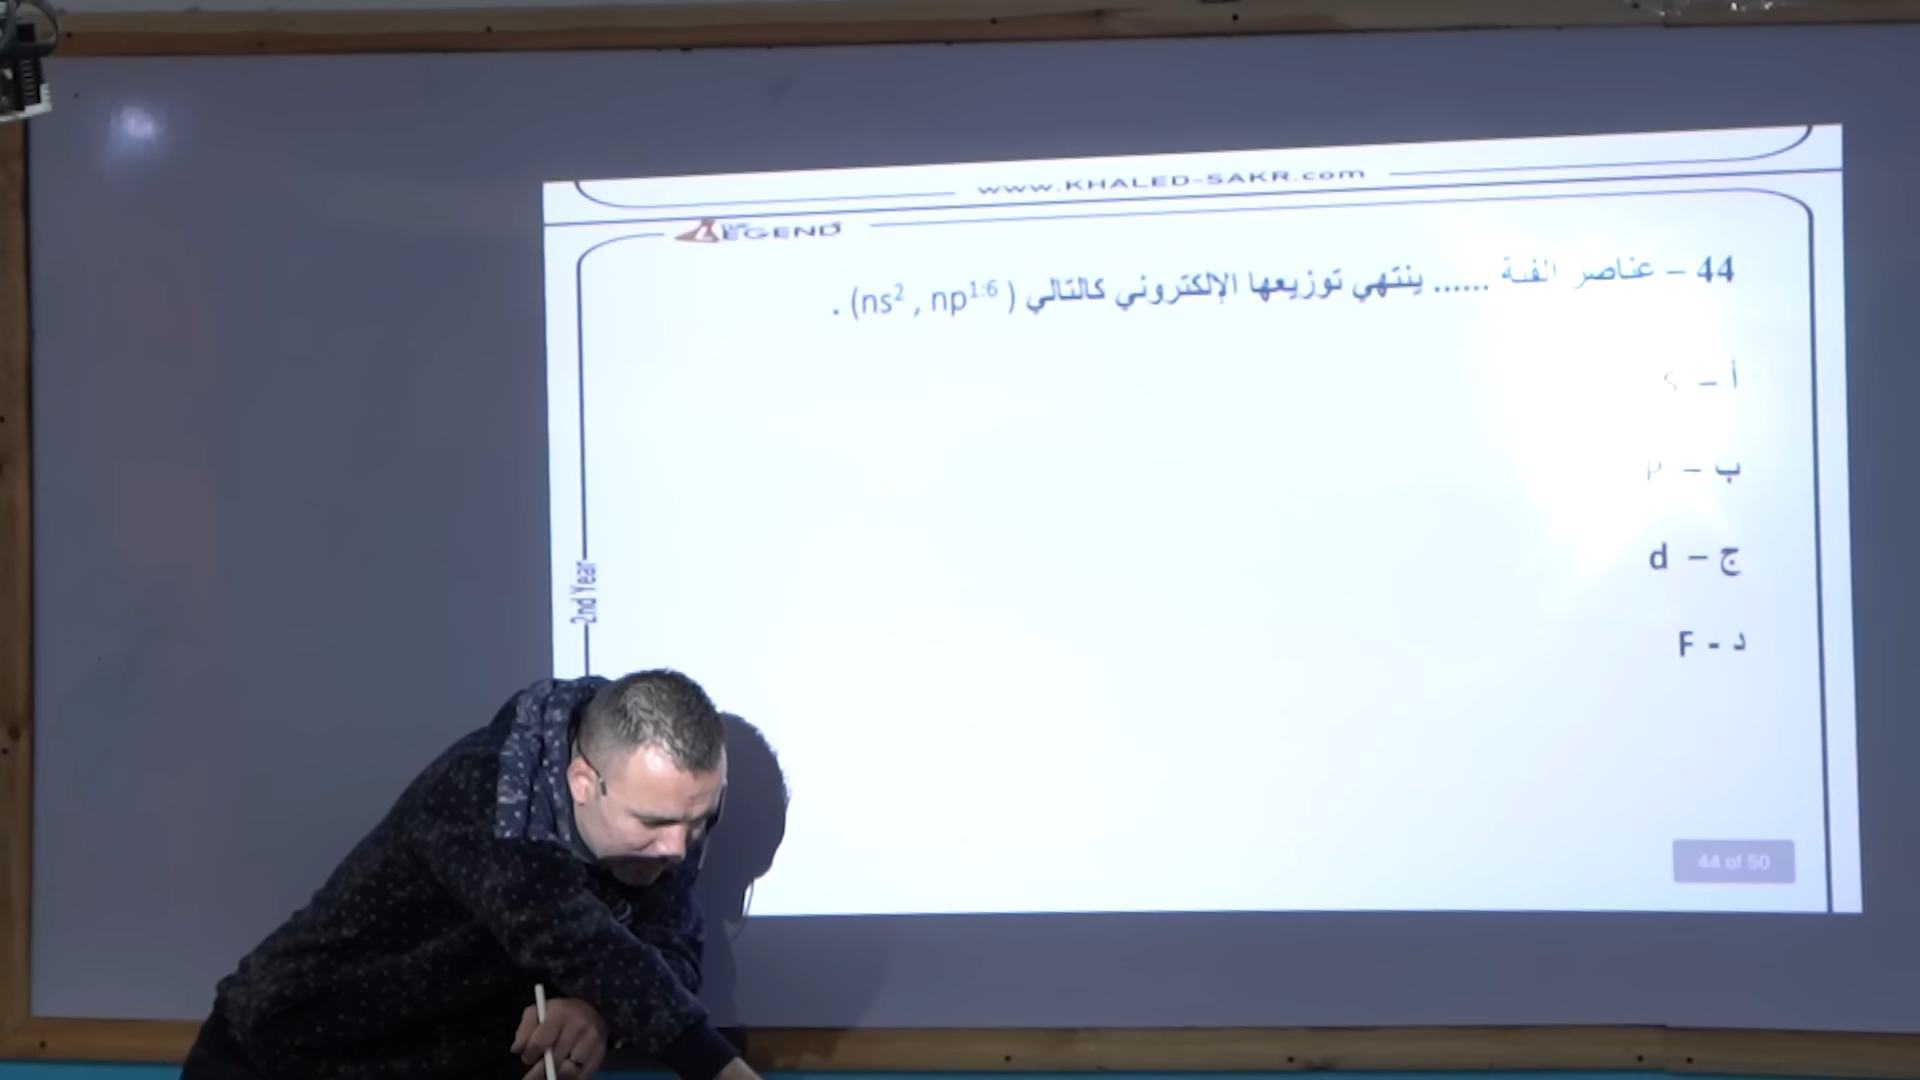 www.KHALED-SAKR.com
LEGEND
44 – عناصر الفئة ...... ينتهي توزيعها الإلكتروني كالتالي ( ns², np¹:⁶) .
أ – S
ب – P
ج – d
د - F
2nd Year
44 of 50